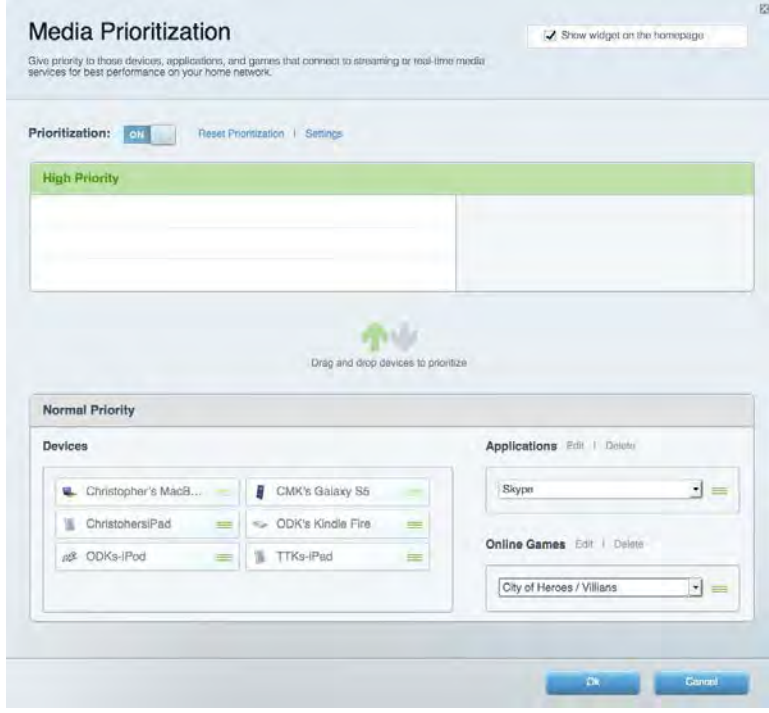 Media Prioritization
Show widget on the homepage
Give priority to those devices, applications, and games that connect to streaming or real-time media
services for best performance on your home network.
Prioritization: ON Reset Prioritization | Settings
High Priority
Drag and drop devices to prioritize
Normal Priority
Devices
Applications Edit | Delete
Christopher's MacB... CMK's Galaxy S5
Skype
ChristohersiPad ODK's Kindle Fire
Online Games Edit | Delete
ODKs-iPod TTKs-iPad
City of Heroes / Villians
Ok Cancel